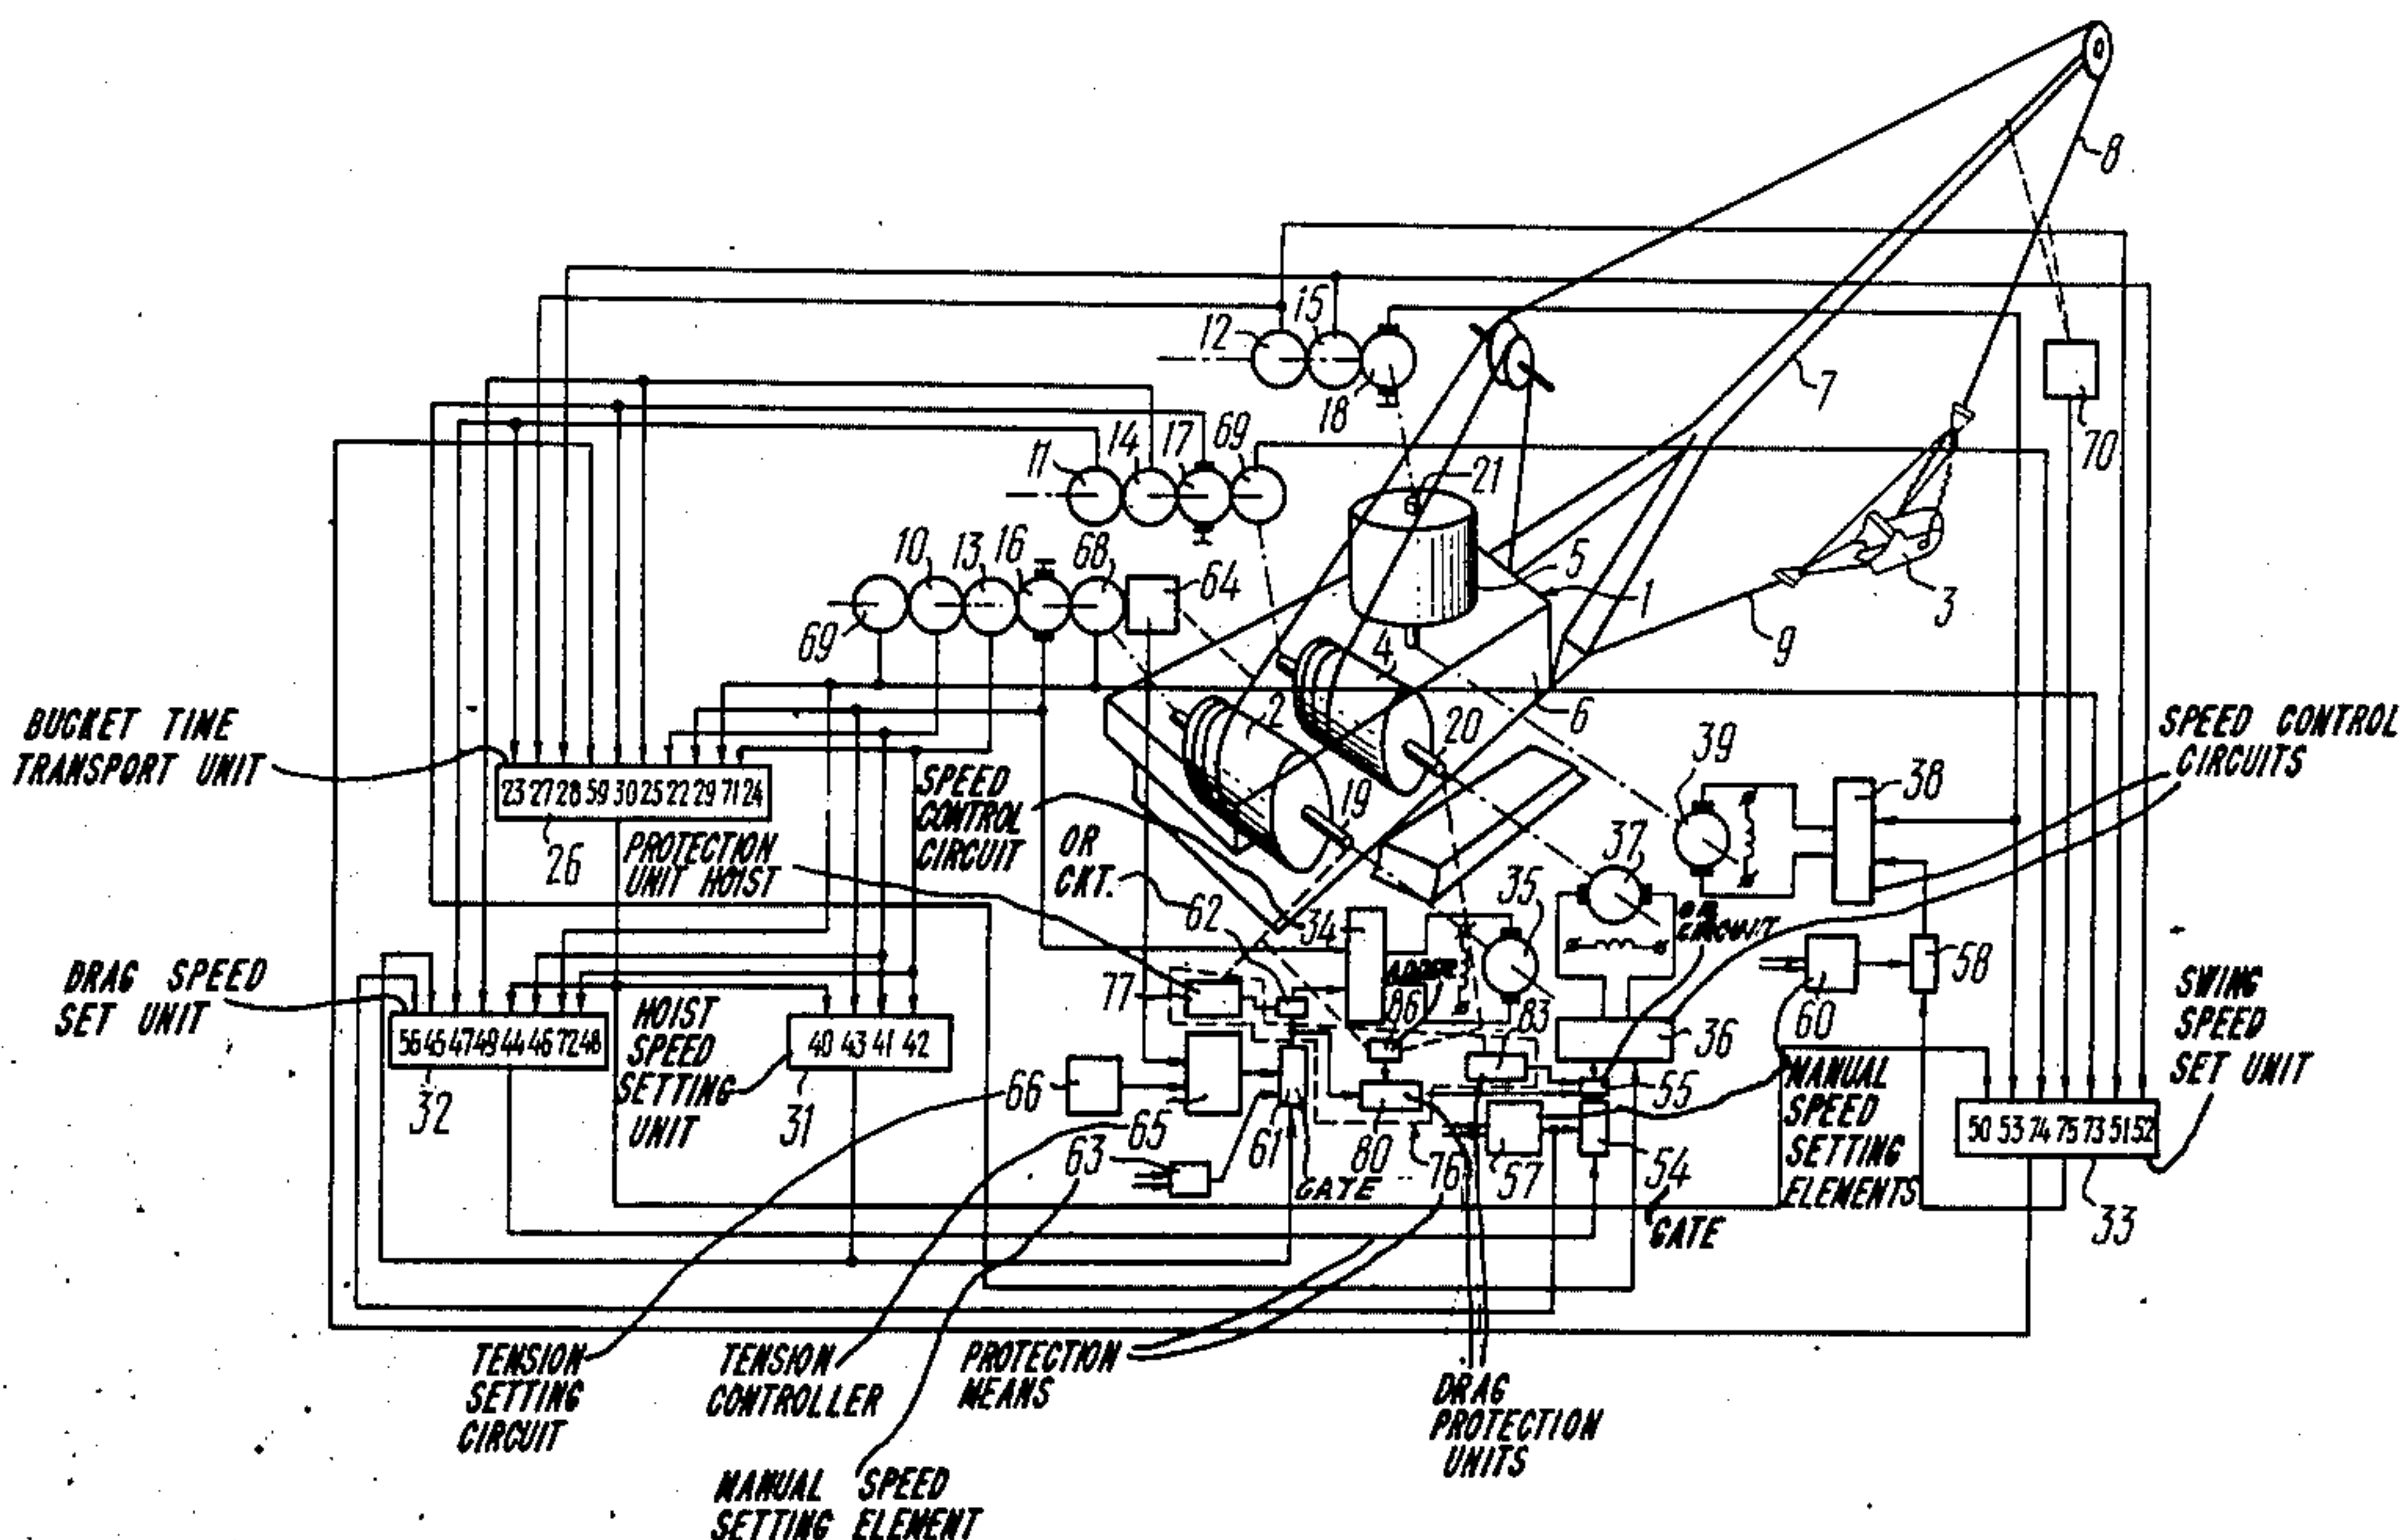 8
15
12
7
18
70
11
14
17
69
21
10
13
16
68
64
5
1
3
69
4
9
2
6
20
BUCKET TIME
TRANSPORT UNIT
39
SPEED CONTROL
CIRCUITS
38
23 27 28 59 30 25 22 29 71 24
SPEED
CONTROL
CIRCUIT
19
26
PROTECTION
UNIT HOIST
OR
CKT.
37
35
62
34
OR
CIRCUIT
58
DRAG SPEED
SET UNIT
77
ADDER
86
83
60
SWING
SPEED
SET UNIT
56 45 47 49 44 46 72 48
HOIST
SPEED
SETTING
UNIT
40 43 41 42
36
66
55
MANUAL
SPEED
SETTING
ELEMENTS
32
31
65
61
80
76
57
54
50 53 74 75 73 51 52
63
GATE
GATE
33
TENSION
SETTING
CIRCUIT
TENSION
CONTROLLER
PROTECTION
MEANS
DRAG
PROTECTION
UNITS
MANUAL SPEED
SETTING ELEMENT